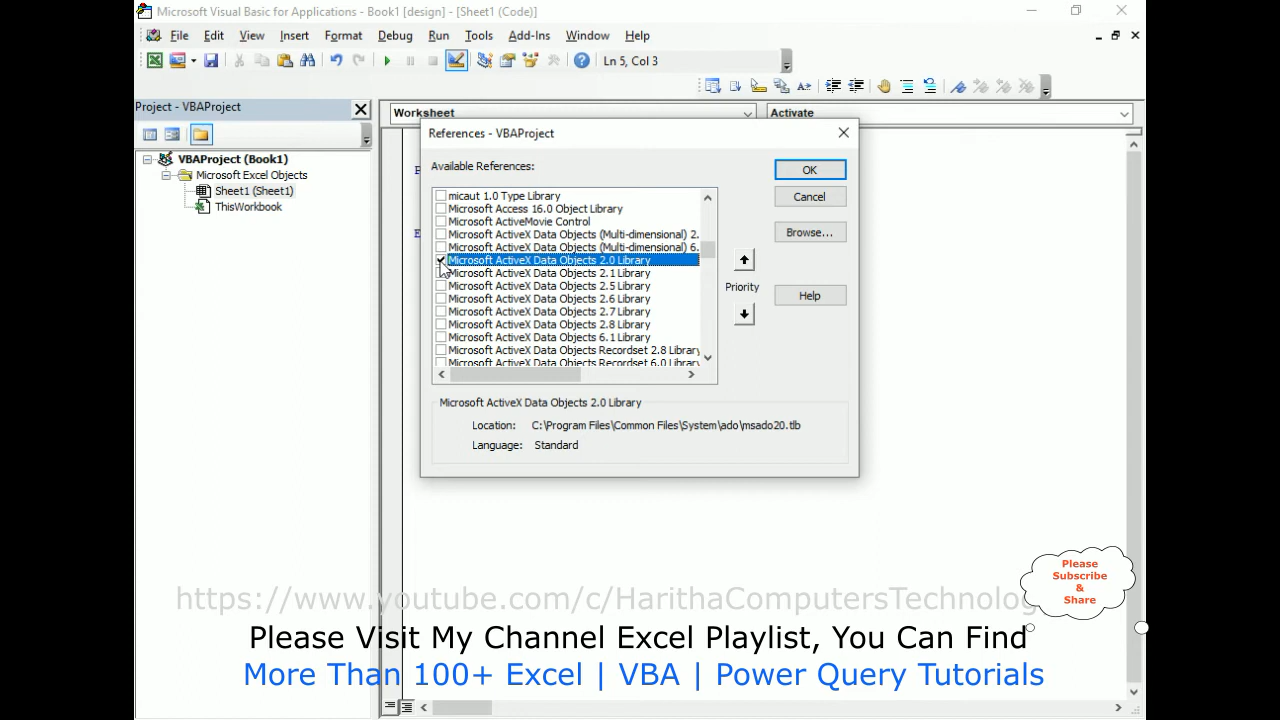 Microsoft Visual Basic for Applications - Book1 [design] - [Sheet1 (Code)]
File Edit View Insert Format Debug Run Tools Add-Ins Window Help
Ln 5, Col 3
Project - VBAProject
Worksheet
Activate
VBAProject (Book1)
Microsoft Excel Objects
Sheet1 (Sheet1)
ThisWorkbook
References - VBAProject
Available References:
micaut 1.0 Type Library
Microsoft Access 16.0 Object Library
Microsoft ActiveMovie Control
Microsoft ActiveX Data Objects (Multi-dimensional) 2.
Microsoft ActiveX Data Objects (Multi-dimensional) 6.
Microsoft ActiveX Data Objects 2.0 Library
Microsoft ActiveX Data Objects 2.1 Library
Microsoft ActiveX Data Objects 2.5 Library
Microsoft ActiveX Data Objects 2.6 Library
Microsoft ActiveX Data Objects 2.7 Library
Microsoft ActiveX Data Objects 2.8 Library
Microsoft ActiveX Data Objects 6.1 Library
Microsoft ActiveX Data Objects Recordset 2.8 Library
Microsoft ActiveX Data Objects Recordset 6.0 Library
OK
Cancel
Browse...
Priority
Help
Microsoft ActiveX Data Objects 2.0 Library
Location: C:\Program Files\Common Files\System\ado\msado20.tlb
Language: Standard
Please
Subscribe
&
Share
https://www.youtube.com/c/HarithaComputersTechnolog
Please Visit My Channel Excel Playlist, You Can Find
More Than 100+ Excel | VBA | Power Query Tutorials